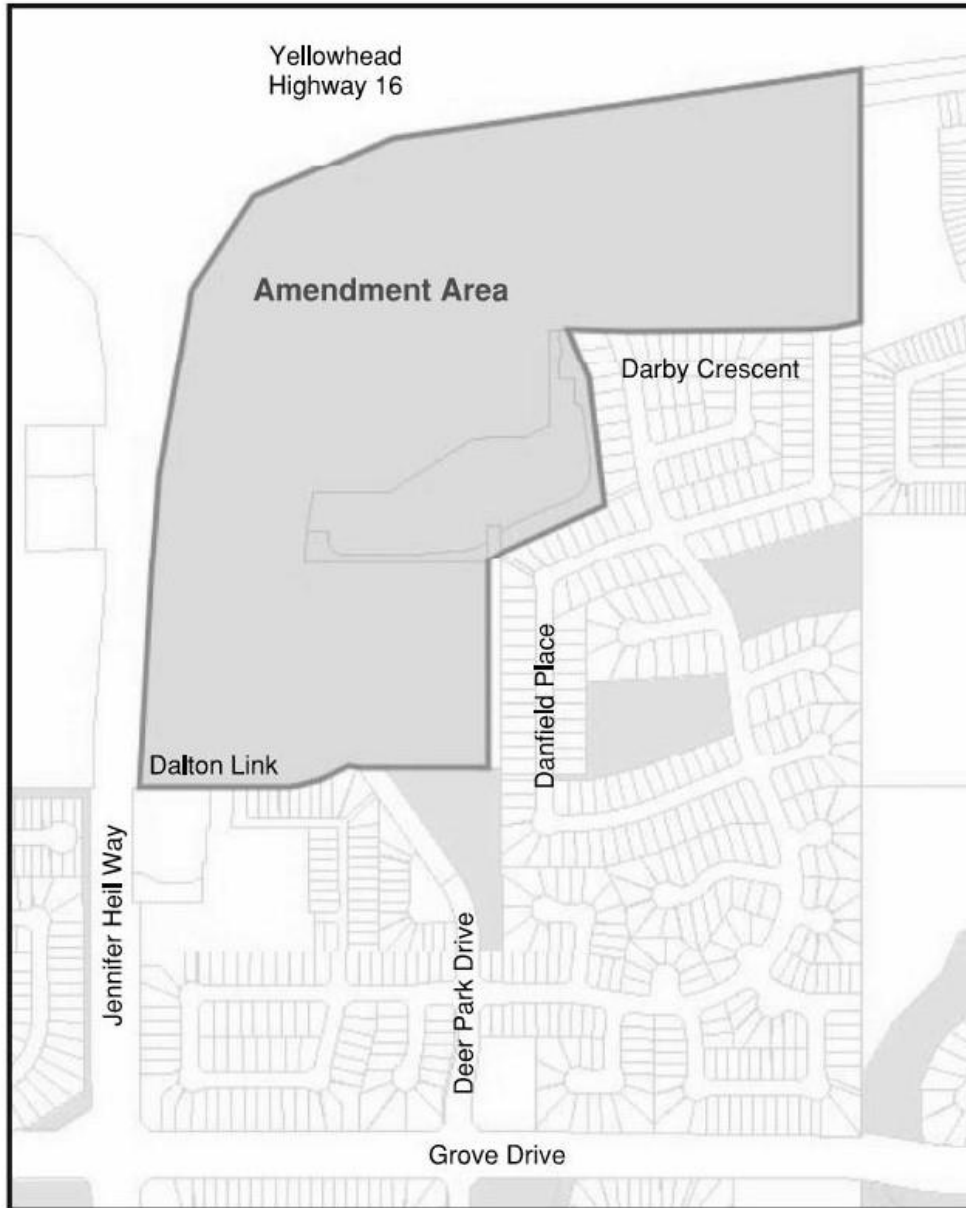 Yellowhead
Highway 16
Amendment Area
Darby Crescent
Danfield Place
Dalton Link
Jennifer Heil Way
Deer Park Drive
Grove Drive